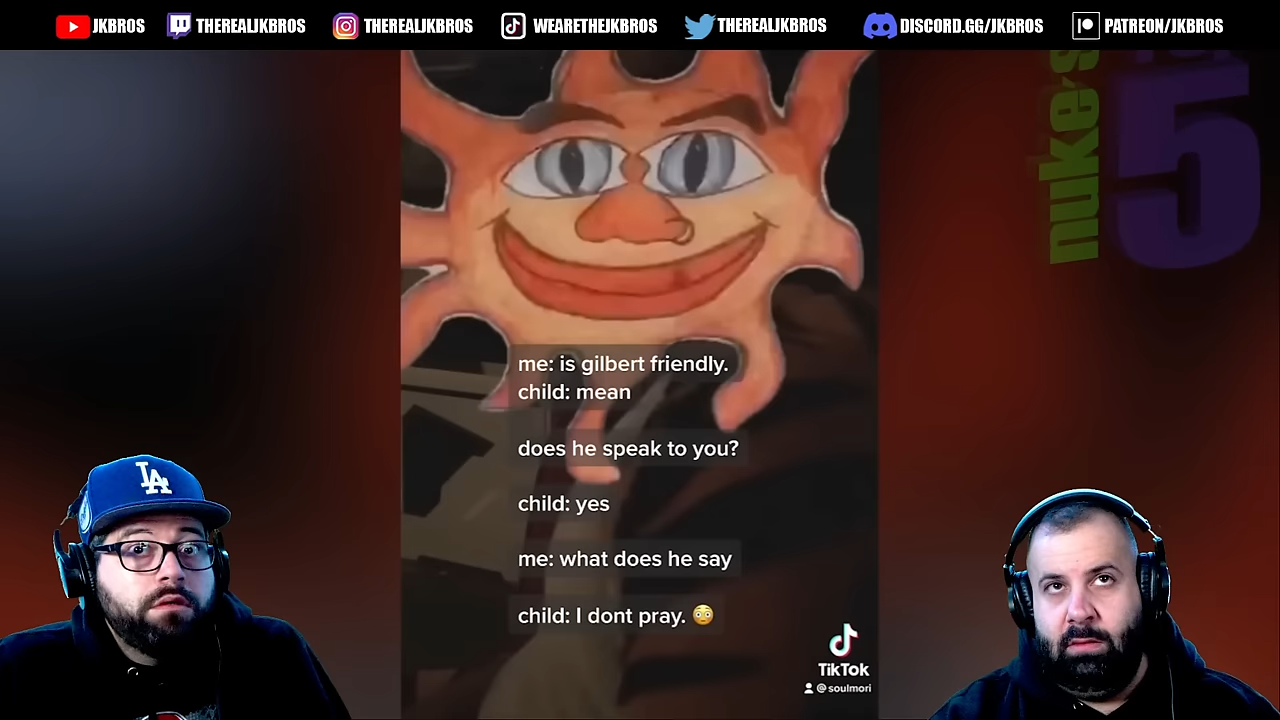 JKBROS
THEREALJKBROS
THEREALJKBROS
WEARETHEJKBROS
THEREALJKBROS
DISCORD.GG/JKBROS
PATREON/JKBROS
nuke's
5
me: is gilbert friendly.
child: mean
does he speak to you?
child: yes
me: what does he say
child: I dont pray. 😳
LA
TikTok
@soulmori